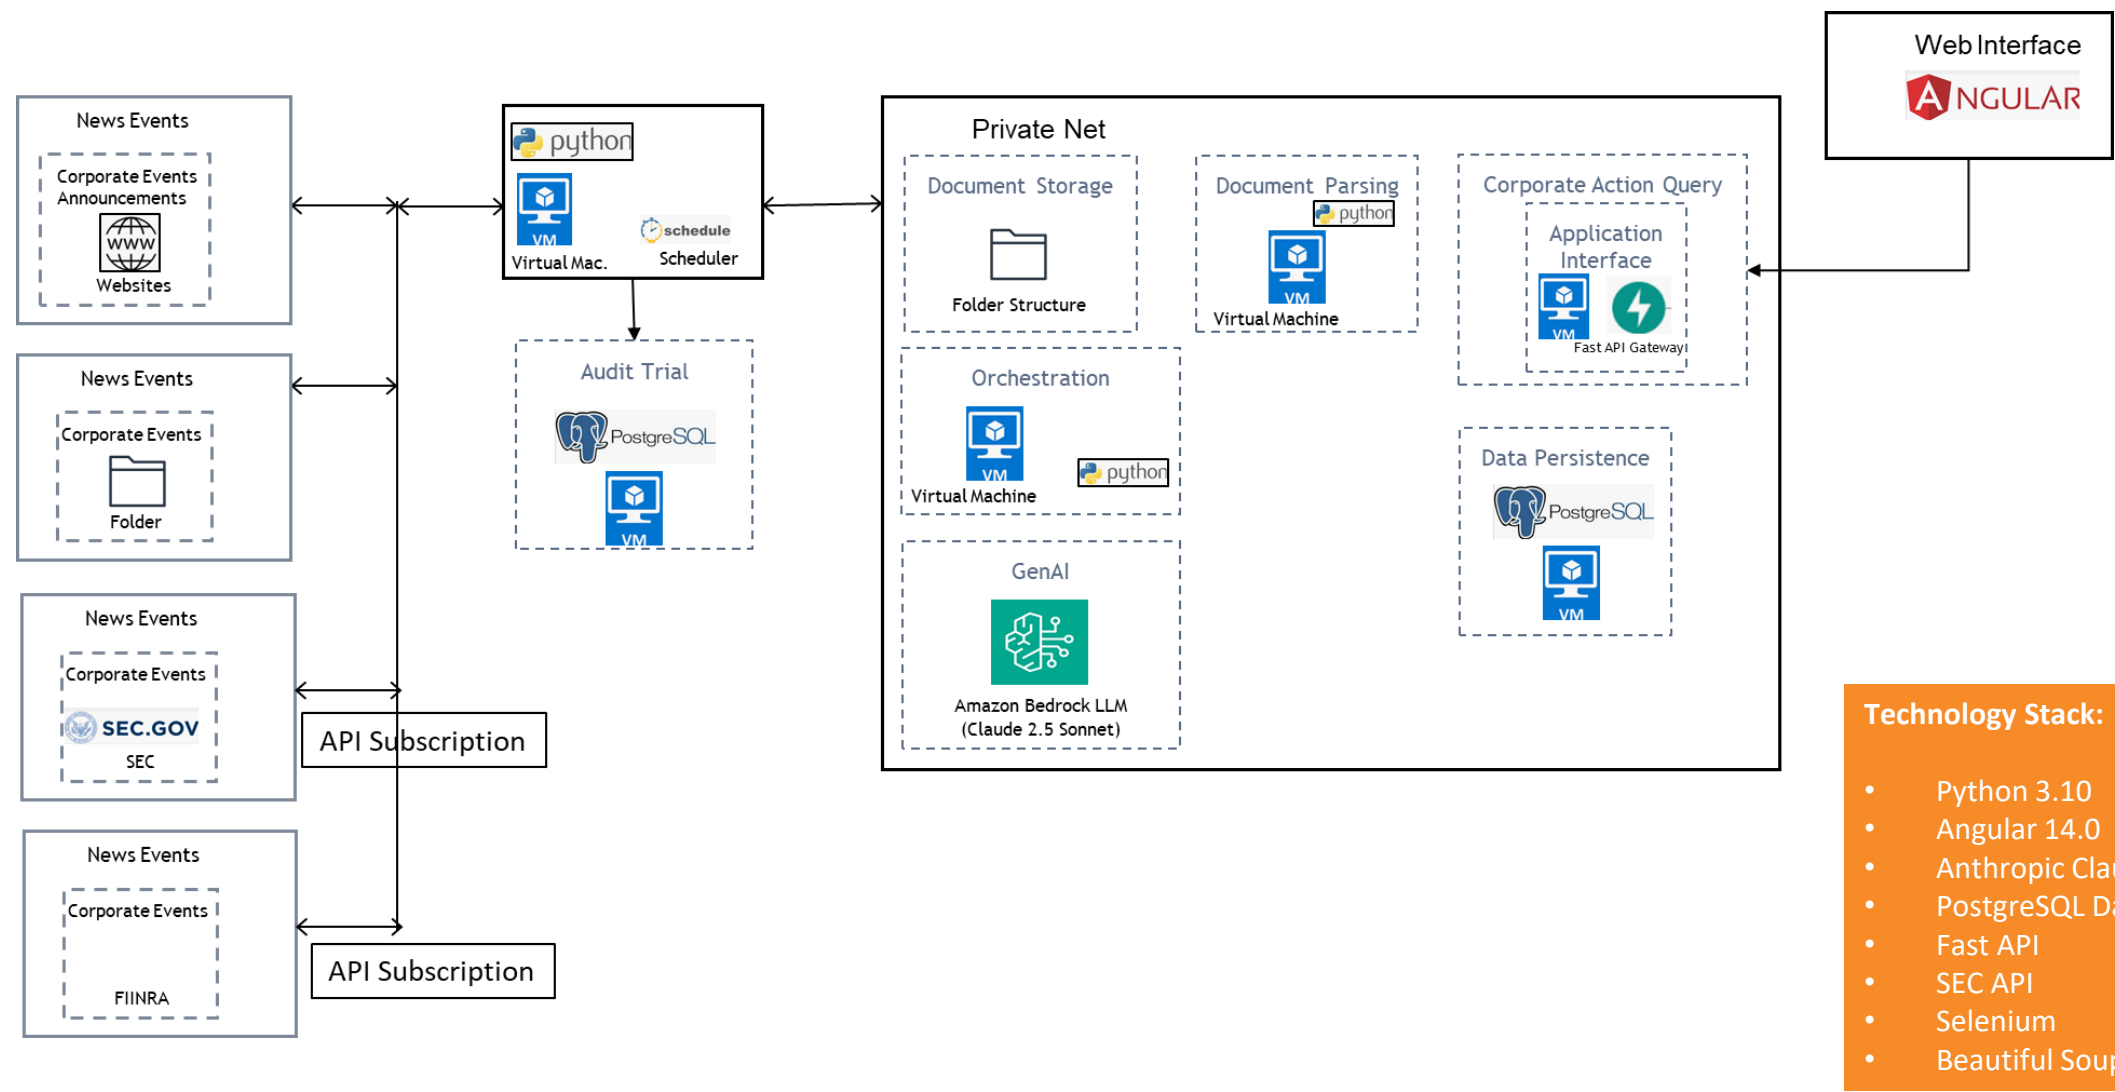 News Events
Corporate Events
Announcements
WWW
Websites
News Events
Corporate Events
Folder
News Events
Corporate Events
SEC.GOV
SEC
API Subscription
News Events
Corporate Events
FIINRA
API Subscription
python
VM
Virtual Mac.
schedule
Scheduler
Audit Trial
PostgreSQL
VM
Private Net
Document Storage
Folder Structure
Document Parsing
python
VM
Virtual Machine
Corporate Action Query
Application
Interface
VM
Fast API Gateway
Orchestration
VM
Virtual Machine
python
Data Persistence
PostgreSQL
VM
GenAI
Amazon Bedrock LLM
(Claude 2.5 Sonnet)
Web Interface
ANGULAR
Technology Stack:
• Python 3.10
• Angular 14.0
• Anthropic
• PostgreSQL
• Fast API
• SEC API
• Selenium
• Beautiful Soup